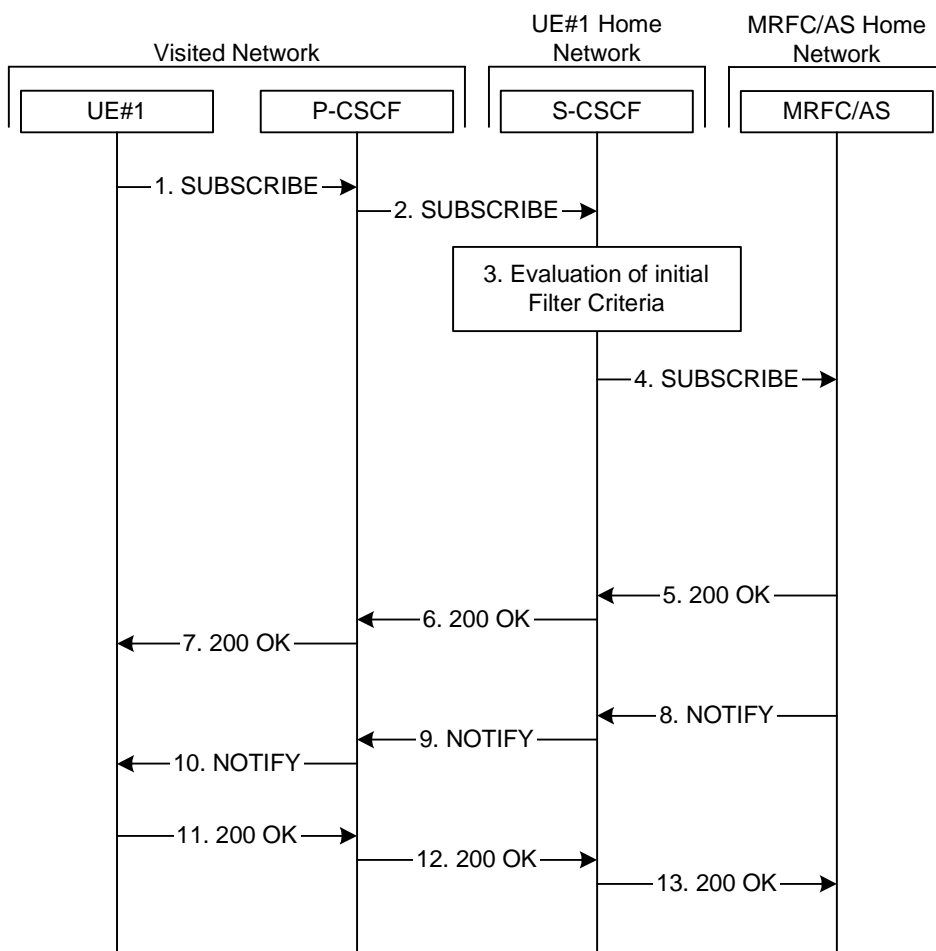 Visited Network
UE#1 Home
Network
MRFC/AS Home
Network
UE#1
P-CSCF
S-CSCF
MRFC/AS
1. SUBSCRIBE
2. SUBSCRIBE
3. Evaluation of initial
Filter Criteria
4. SUBSCRIBE
5. 200 OK
6. 200 OK
7. 200 OK
8. NOTIFY
9. NOTIFY
10. NOTIFY
11. 200 OK
12. 200 OK
13. 200 OK